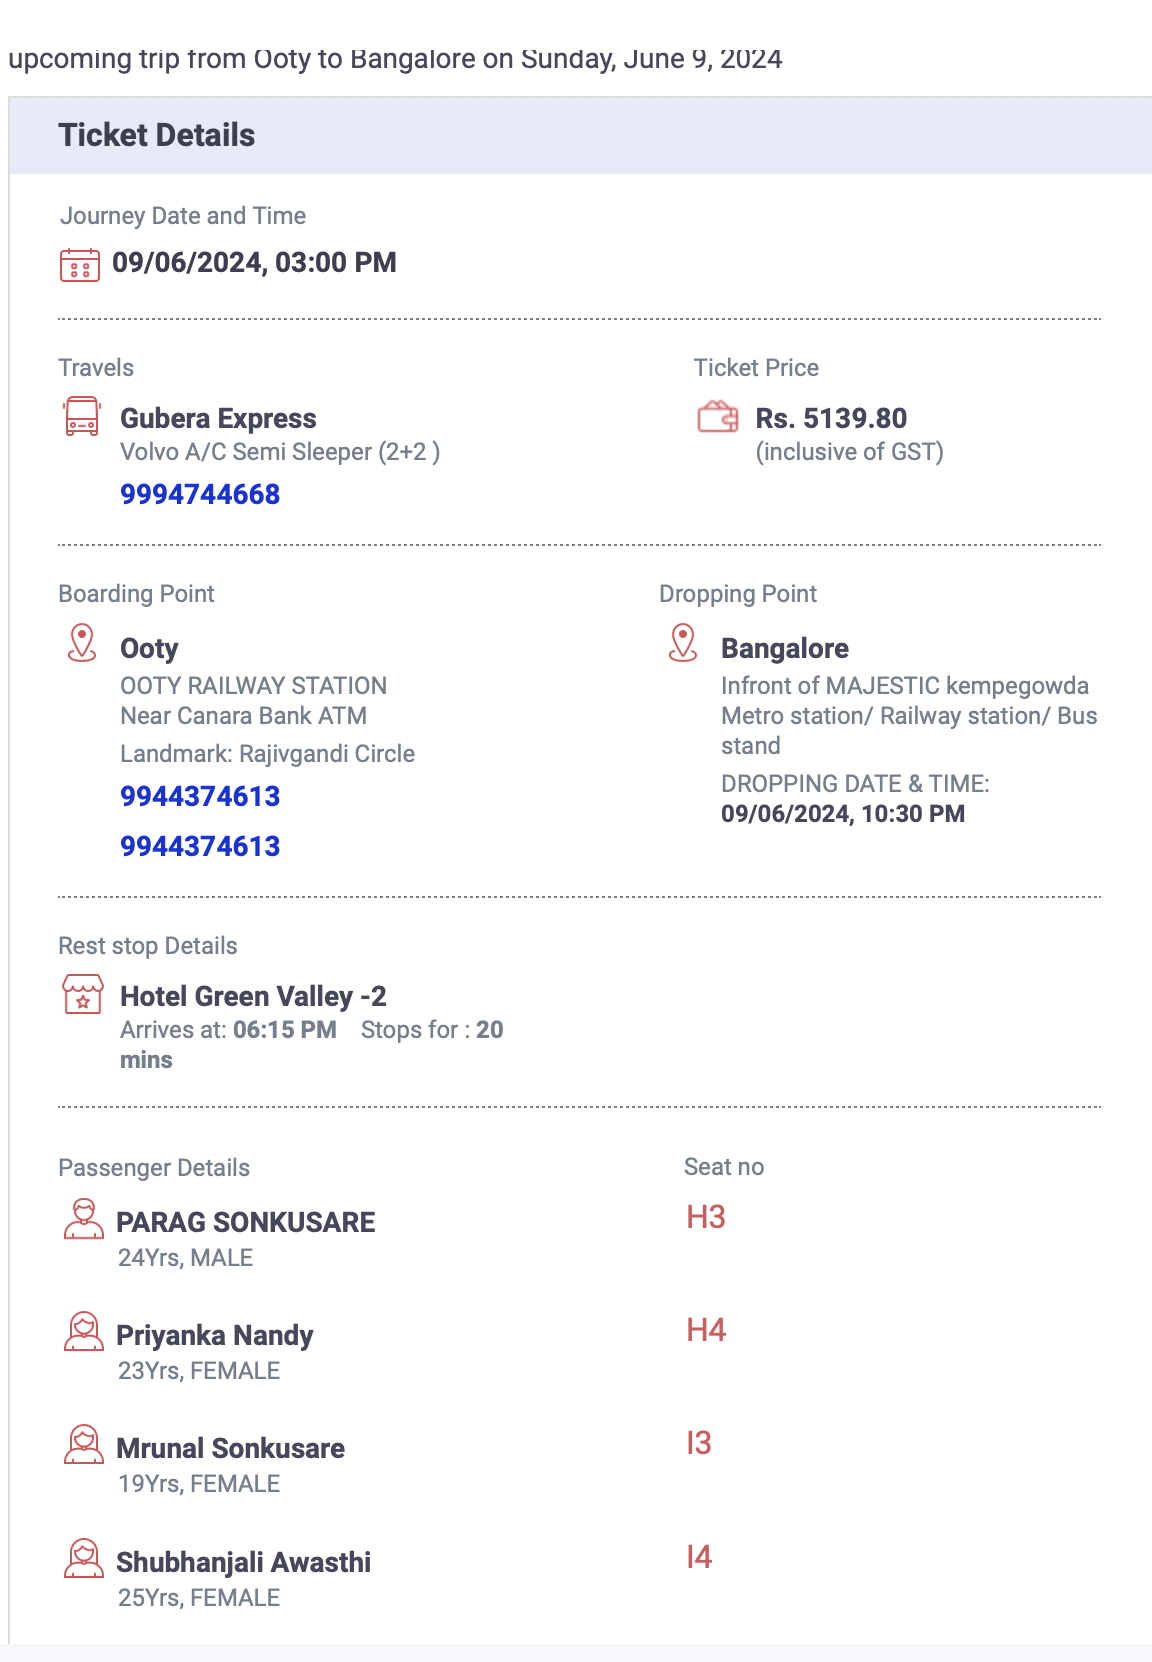 upcoming trip from Ooty to Bangalore on Sunday, June 9, 2024
Ticket Details
Journey Date and Time
09/06/2024, 03:00 PM
Travels
Gubera Express
Volvo A/C Semi Sleeper (2+2 )
9994744668
Ticket Price
Rs. 5139.80
(inclusive of GST)
Boarding Point
Ooty
OOTY RAILWAY STATION
Near Canara Bank ATM
Landmark: Rajivgandi Circle
9944374613
9944374613
Dropping Point
Bangalore
Infront of MAJESTIC kempegowda
Metro station/ Railway station/ Bus
stand
DROPPING DATE & TIME:
09/06/2024, 10:30 PM
Rest stop Details
Hotel Green Valley -2
Arrives at: 06:15 PM Stops for : 20
mins
Passenger Details
Seat no
PARAG SONKUSARE
H3
24Yrs, MALE
Priyanka Nandy
H4
23Yrs, FEMALE
Mrunal Sonkusare
I3
19Yrs, FEMALE
Shubhanjali Awasthi
I4
25Yrs, FEMALE